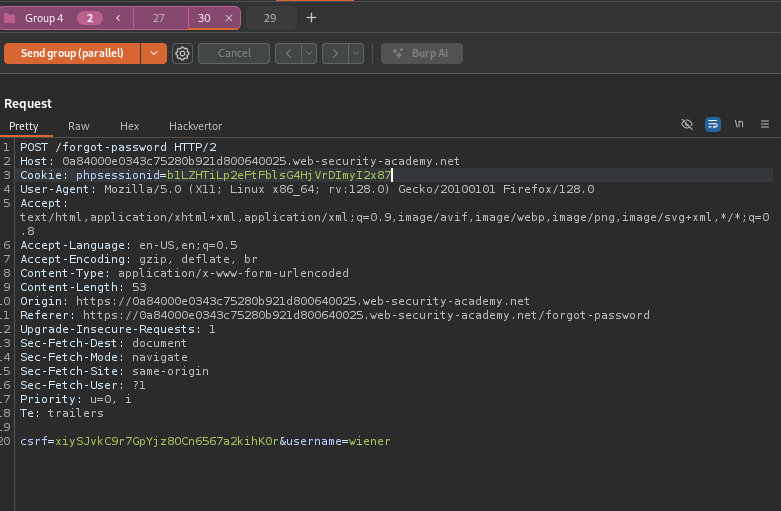 Group 4 2 27 30 29
Send group (parallel) Cancel Burp AI
Request
Pretty Raw Hex Hackvertor \n
1 POST /forgot-password HTTP/2
2 Host: 0a84000e0343c75280b921d800640025.web-security-academy.net
3 Cookie: phpsessionid=b1LZHTiLp2eFtFblsG4HjVrDImyI2x87
4 User-Agent: Mozilla/5.0 (X11; Linux x86_64; rv:128.0) Gecko/20100101 Firefox/128.0
5 Accept:
text/html,application/xhtml+xml,application/xml;q=0.9,image/avif,image/webp,image/png,image/svg+xml,*/*;q=0
.8
6 Accept-Language: en-US,en;q=0.5
7 Accept-Encoding: gzip, deflate, br
8 Content-Type: application/x-www-form-urlencoded
9 Content-Length: 53
10 Origin: https://0a84000e0343c75280b921d800640025.web-security-academy.net
11 Referer: https://0a84000e0343c75280b921d800640025.web-security-academy.net/forgot-password
12 Upgrade-Insecure-Requests: 1
13 Sec-Fetch-Dest: document
14 Sec-Fetch-Mode: navigate
15 Sec-Fetch-Site: same-origin
16 Sec-Fetch-User: ?1
17 Priority: u=0, i
18 Te: trailers
19
20 csrf=xiySJvkC9r7GpYjz8OCn6567a2kihK0r&username=wiener